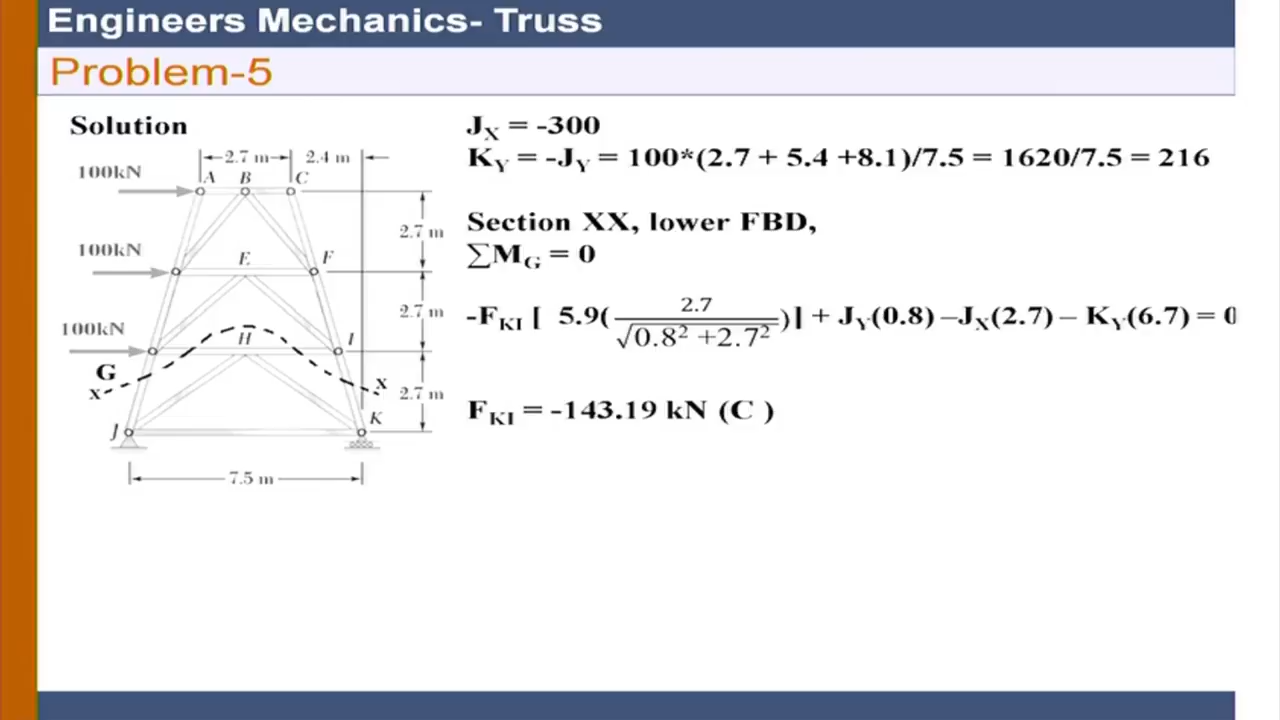 Engineers Mechanics- Truss
Problem-5
Solution
2.7 m 2.4 m
100kN
A B C
2.7 m
100kN
E F
2.7 m
100kN
H I
G
x x
2.7 m
J K
7.5 m
J_X = -300
K_Y = -J_Y = 100*(2.7 + 5.4 +8.1)/7.5 = 1620/7.5 = 216
Section XX, lower FBD,
∑M_G = 0
-F_KI [ 5.9( 2.7 / √0.8² +2.7² )] + J_Y(0.8) –J_X(2.7) – K_Y(6.7) = 0
F_KI = -143.19 kN (C )